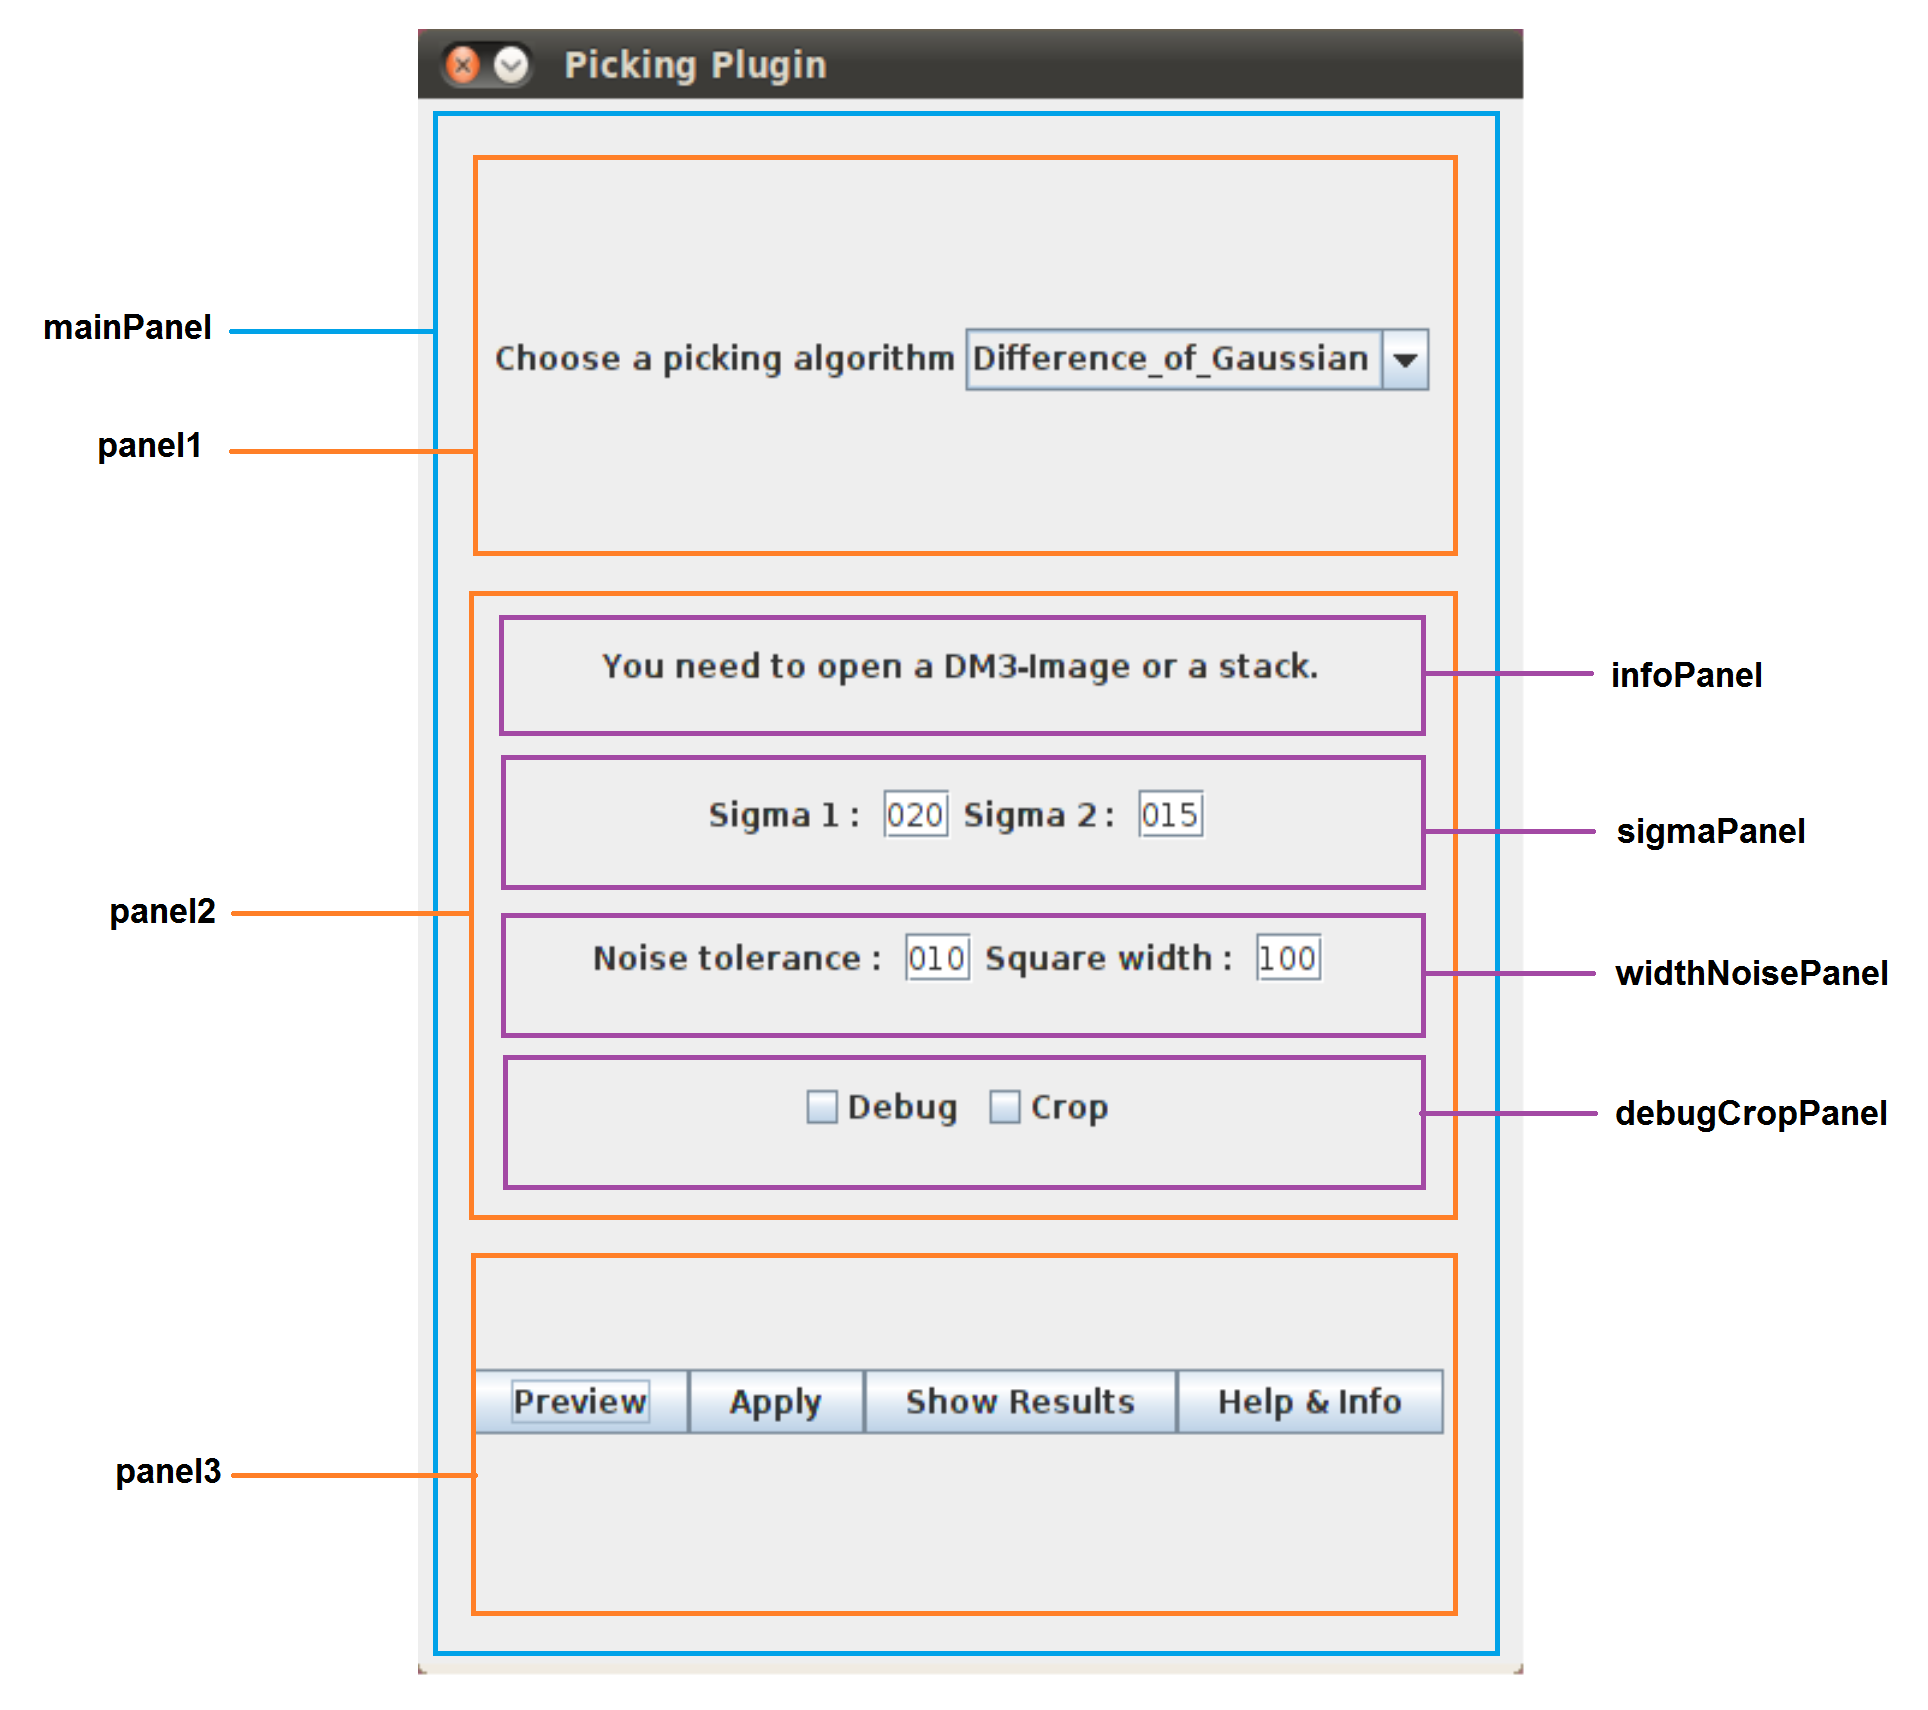 Picking Plugin
mainPanel
Choose a picking algorithm Difference_of_Gaussian
panel1
You need to open a DM3-Image or a stack.
infoPanel
Sigma 1 : 020 Sigma 2 : 015
sigmaPanel
panel2
Noise tolerance : 010 Square width : 100
widthNoisePanel
Debug Crop
debugCropPanel
Preview Apply Show Results Help & Info
panel3